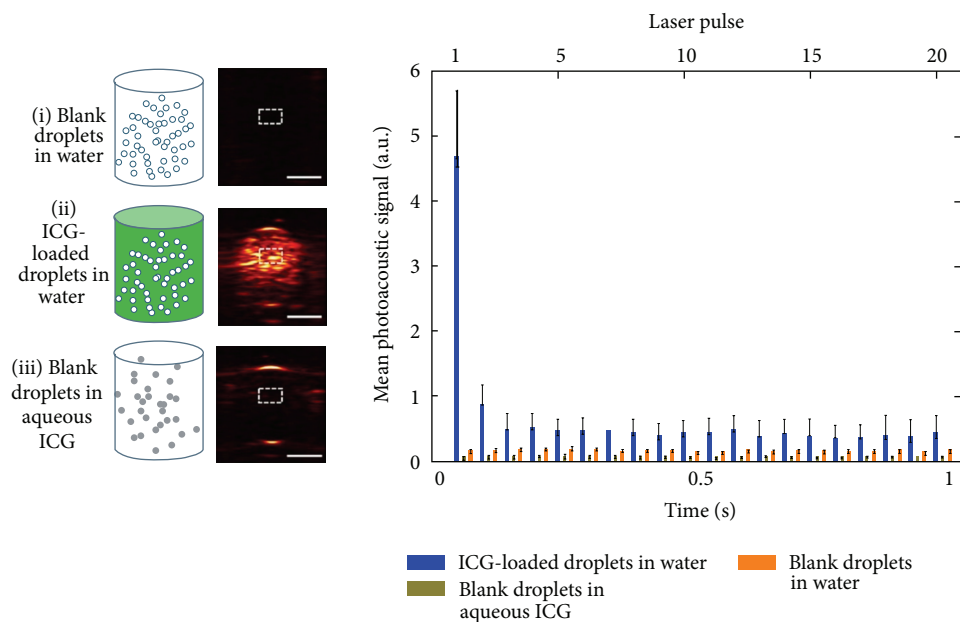 (i) Blank
droplets
in water
(ii)
ICG-
loaded
droplets in
water
(iii) Blank
droplets in
aqueous
ICG
Laser pulse
1 5 10 15 20
Mean photoacoustic signal (a.u.)
6
5
4
3
2
1
0
0 0.5 1
Time (s)
ICG-loaded droplets in water
Blank droplets in
aqueous ICG
Blank droplets
in water